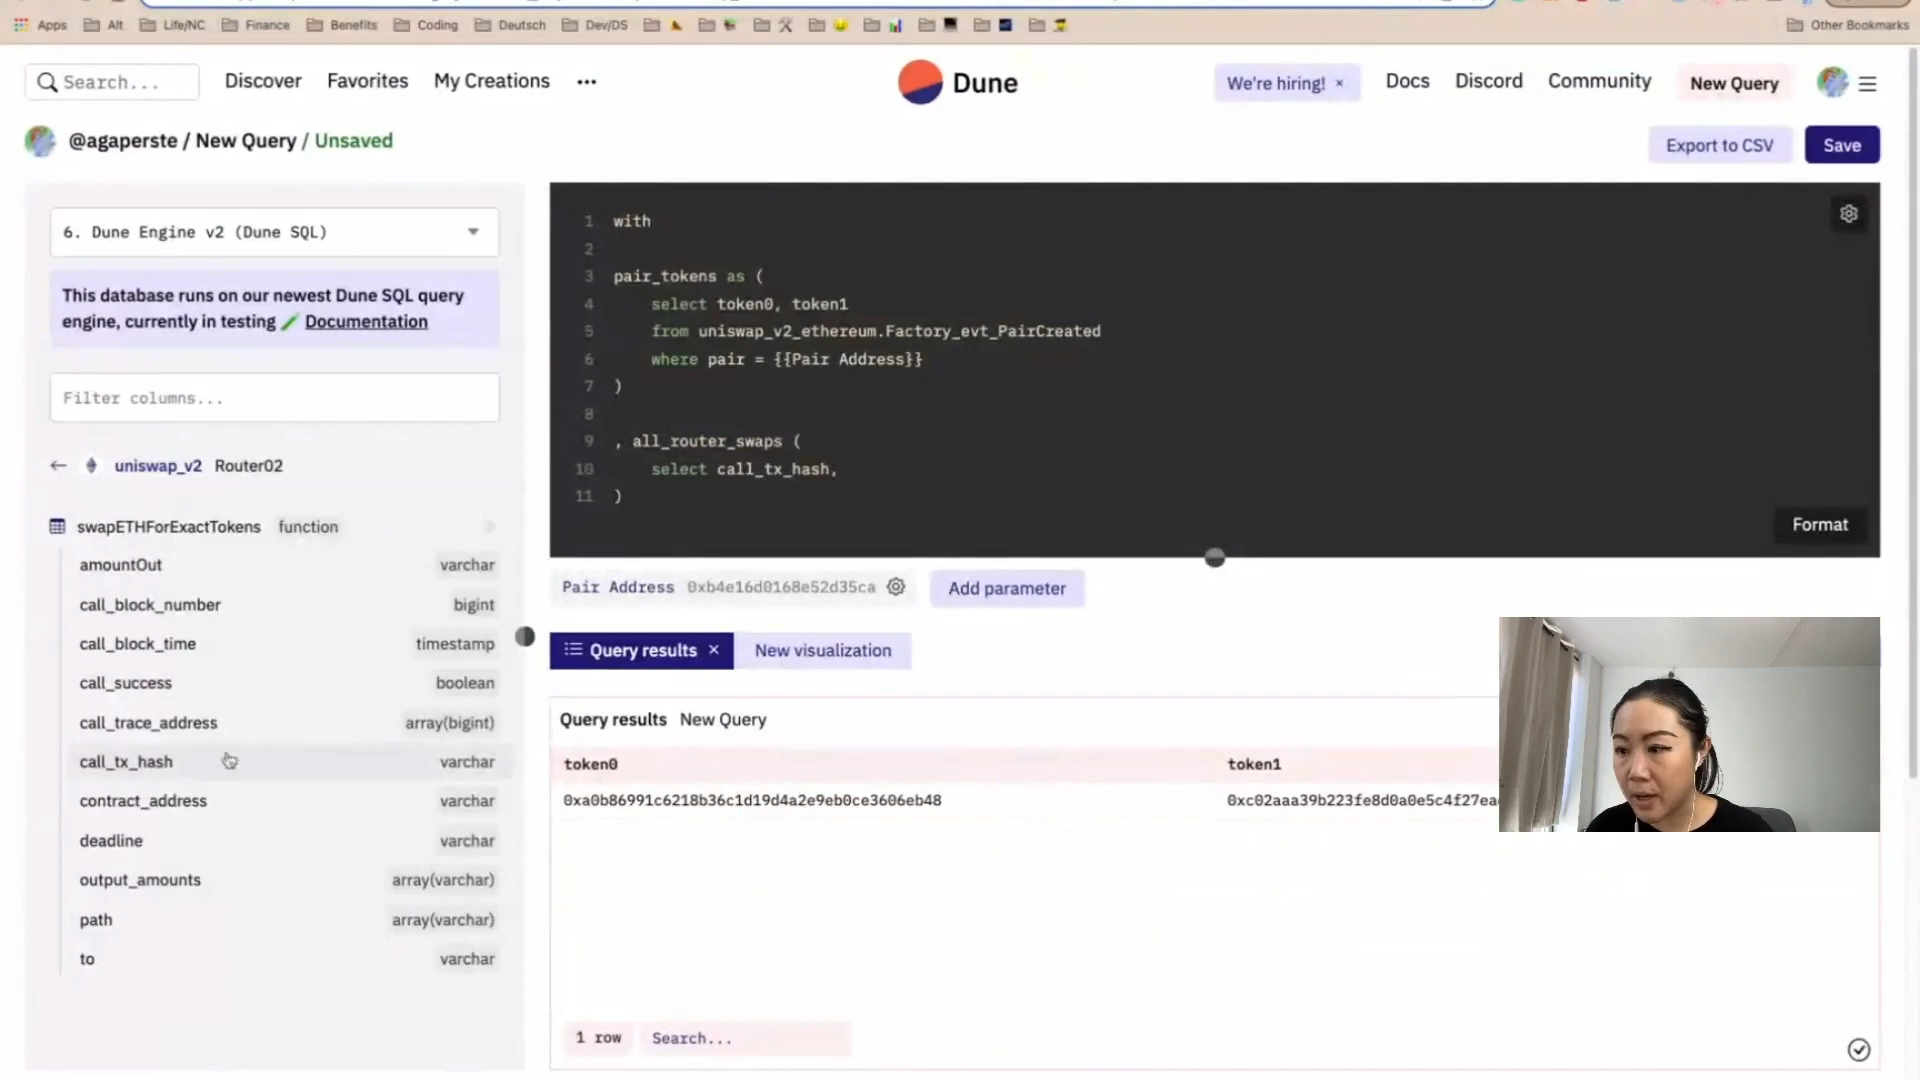 Apps Alt Life/NC Finance Benefits Coding Deutsch Dev/DS Other Bookmarks
Search... Discover Favorites My Creations ••• Dune We're hiring! × Docs Discord Community New Query
@agaperste / New Query / Unsaved
Export to CSV Save
6. Dune Engine v2 (Dune SQL)
This database runs on our newest Dune SQL query
engine, currently in testing Documentation
Filter columns...
uniswap_v2 Router02
swapETHForExactTokens function
amountOut varchar
call_block_number bigint
call_block_time timestamp
call_success boolean
call_trace_address array(bigint)
call_tx_hash varchar
contract_address varchar
deadline varchar
output_amounts array(varchar)
path array(varchar)
to varchar
1 with
2
3 pair_tokens as (
4 select token0, token1
5 from uniswap_v2_ethereum.Factory_evt_PairCreated
6 where pair = {{Pair Address}}
7 )
8
9 , all_router_swaps (
10 select call_tx_hash,
11 )
Format
Pair Address 0xb4e16d0168e52d35ca Add parameter
Query results × New visualization
Query results New Query
token0 token1
0xa0b86991c6218b36c1d19d4a2e9eb0ce3606eb48 0xc02aaa39b223fe8d0a0e5c4f27ea
1 row Search...